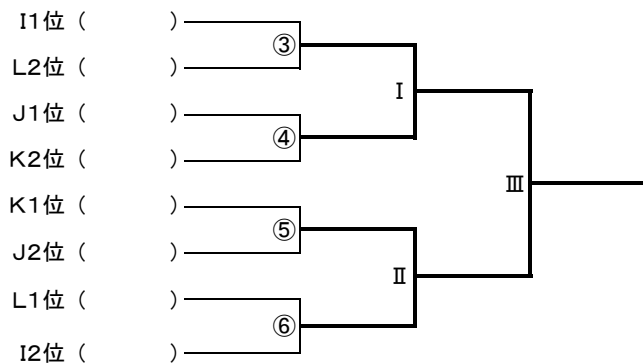 I1位（　　　　）
③
L2位（　　　　）
Ⅰ
J1位（　　　　）
④
K2位（　　　　）
Ⅲ
K1位（　　　　）
⑤
J2位（　　　　）
Ⅱ
L1位（　　　　）
⑥
I2位（　　　　）